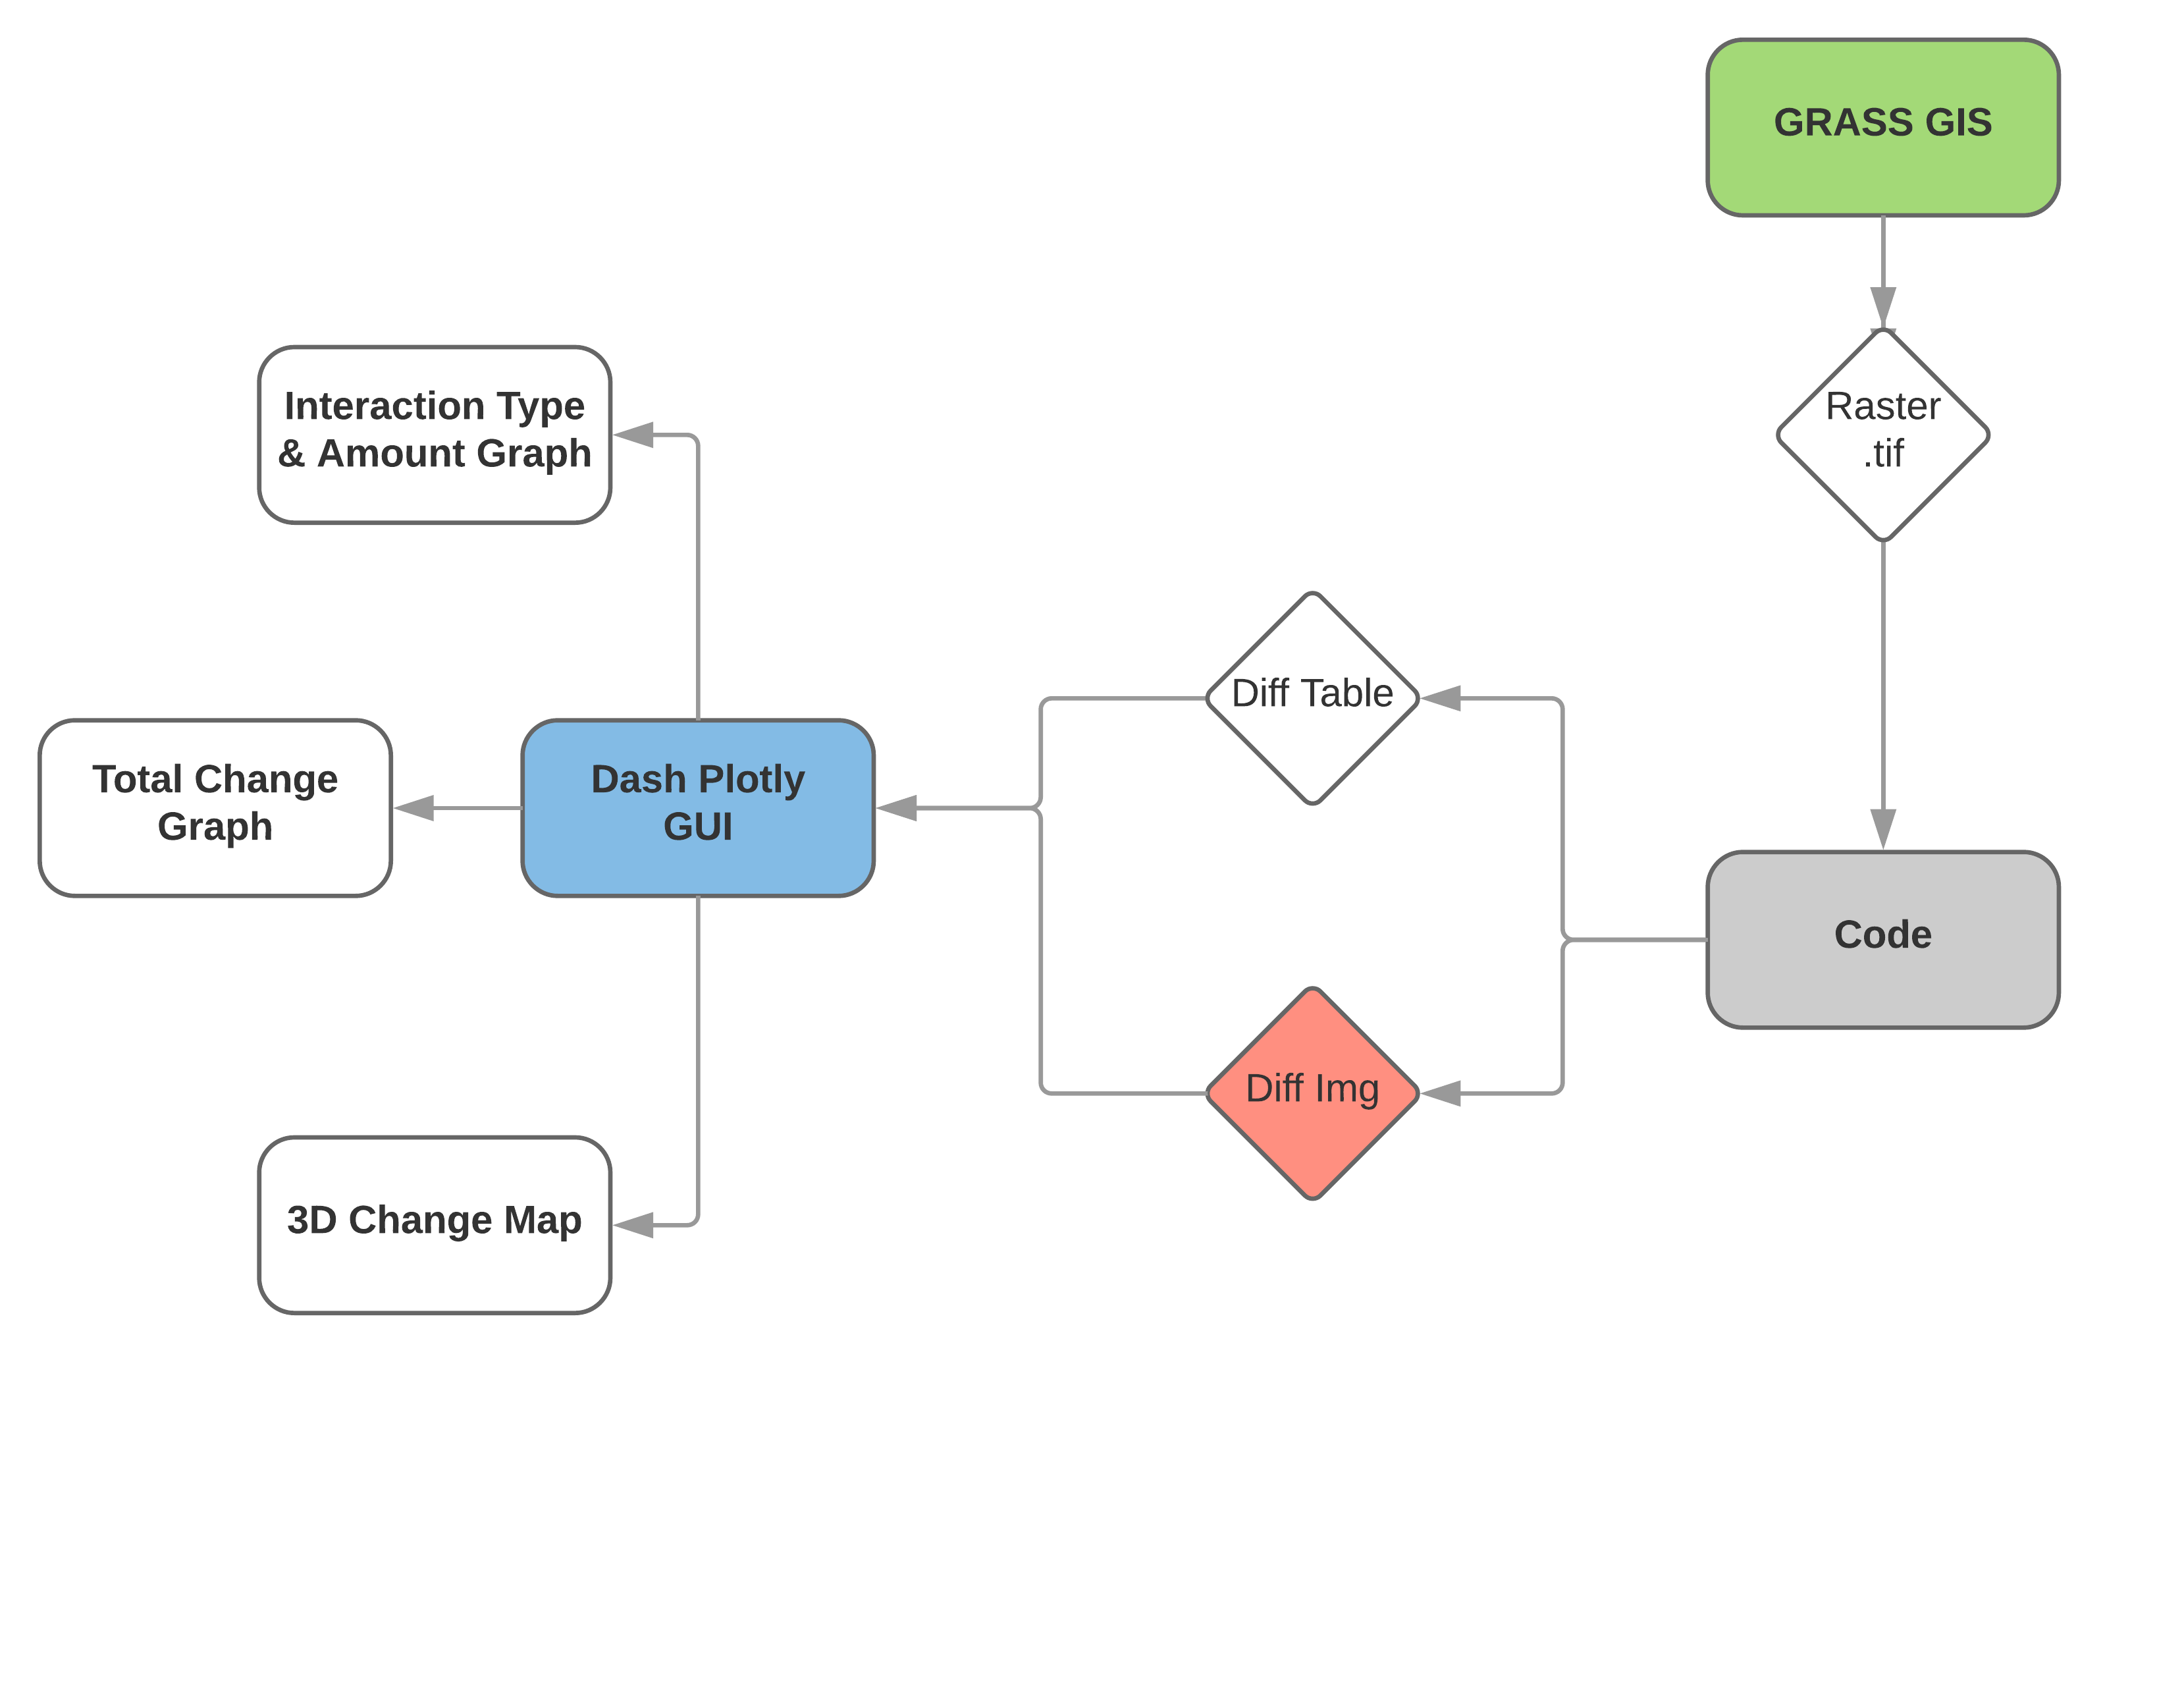 GRASS GIS
Raster
.tif
Interaction Type
& Amount Graph
Diff Table
Total Change
Graph
Dash Plotly
GUI
Code
Diff Img
3D Change Map